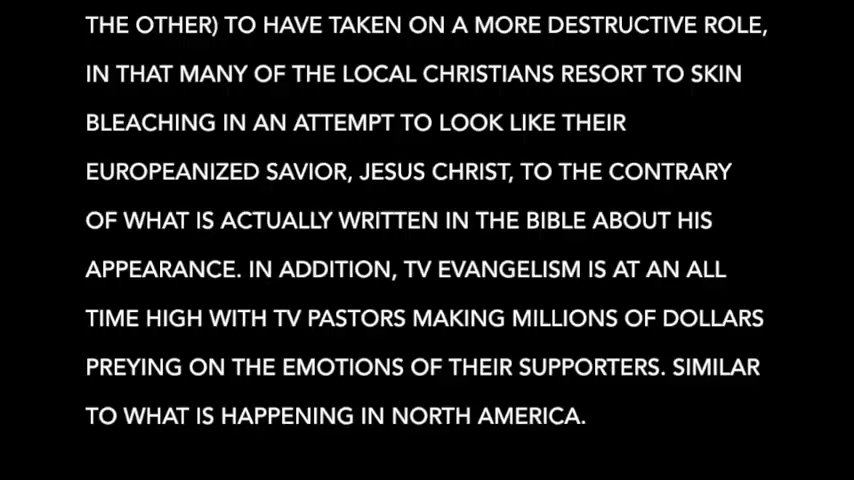 THE OTHER) TO HAVE TAKEN ON A MORE DESTRUCTIVE ROLE,
IN THAT MANY OF THE LOCAL CHRISTIANS RESORT TO SKIN
BLEACHING IN AN ATTEMPT TO LOOK LIKE THEIR
EUROPEANIZED SAVIOR, JESUS CHRIST, TO THE CONTRARY
OF WHAT IS ACTUALLY WRITTEN IN THE BIBLE ABOUT HIS
APPEARANCE. IN ADDITION, TV EVANGELISM IS AT AN ALL
TIME HIGH WITH TV PASTORS MAKING MILLIONS OF DOLLARS
PREYING ON THE EMOTIONS OF THEIR SUPPORTERS. SIMILAR
TO WHAT IS HAPPENING IN NORTH AMERICA.